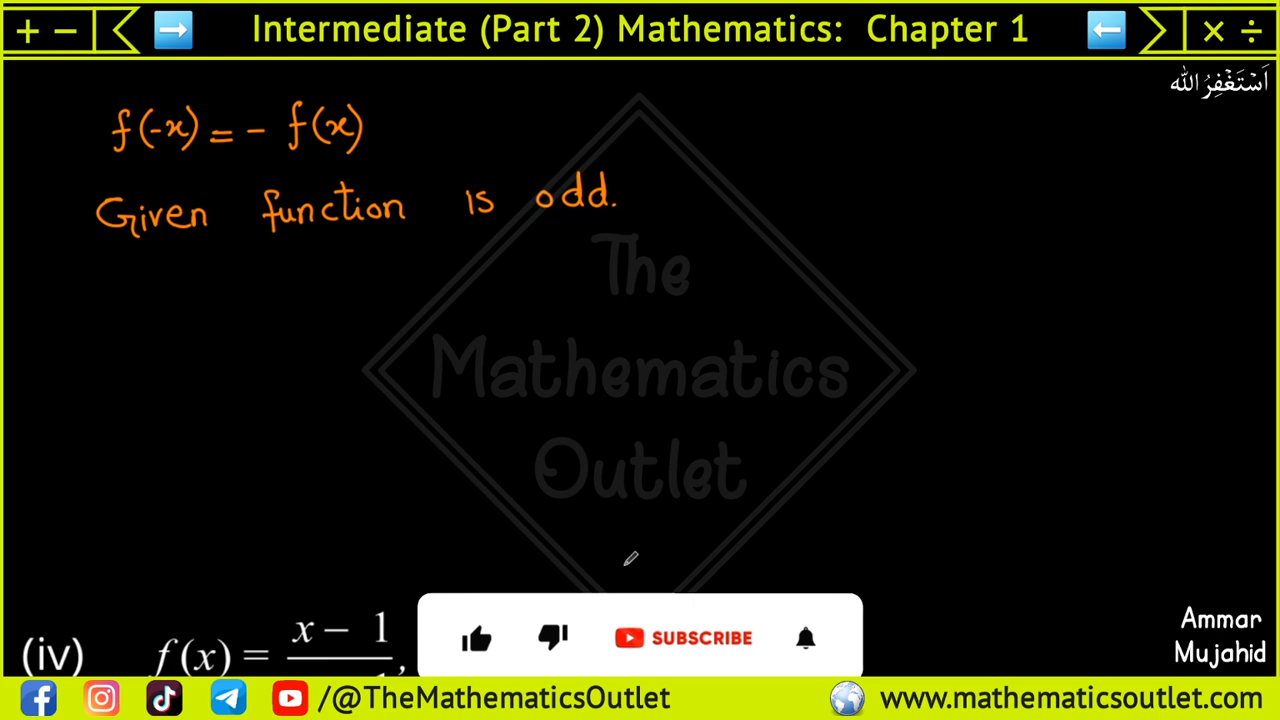 + − ➡ Intermediate (Part 2) Mathematics: Chapter 1 ⬅ × ÷
اَسْتَغْفِرُ اللّٰه
f(-x) = - f(x)
Given function is odd.
The
Mathematics
Outlet
(iv) f(x) = x − 1 ,
SUBSCRIBE
Ammar
Mujahid
/@TheMathematicsOutlet www.mathematicsoutlet.com